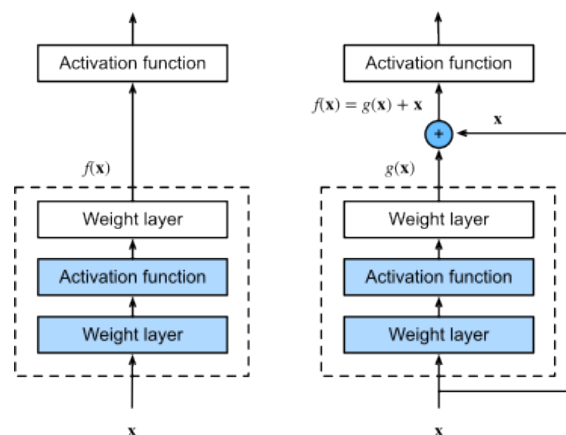 Activation function
f(x)
Weight layer
Activation function
Weight layer
x
Activation function
f(x) = g(x) + x
+
x
g(x)
Weight layer
Activation function
Weight layer
x